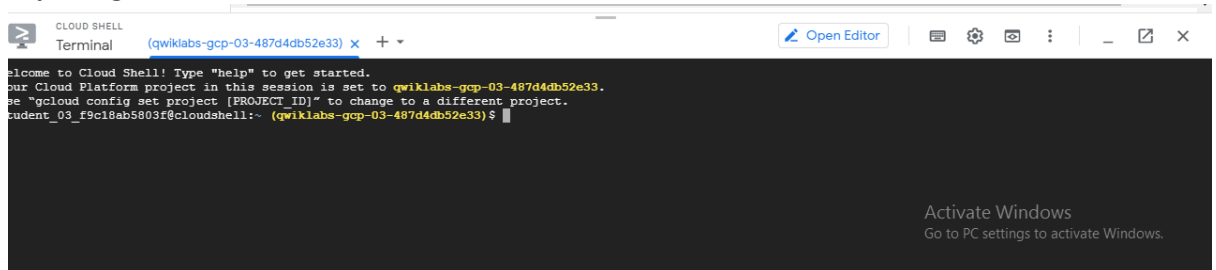 CLOUD SHELL
Terminal
(qwiklabs-gcp-03-487d4db52e33)
Open Editor
elcome to Cloud Shell! Type "help" to get started.
our Cloud Platform project in this session is set to qwiklabs-gcp-03-487d4db52e33.
se "gcloud config set project [PROJECT_ID]" to change to a different project.
tudent_03_f9c18ab5803f@cloudshell:~ (qwiklabs-gcp-03-487d4db52e33)$
Activate Windows
Go to PC settings to activate Windows.